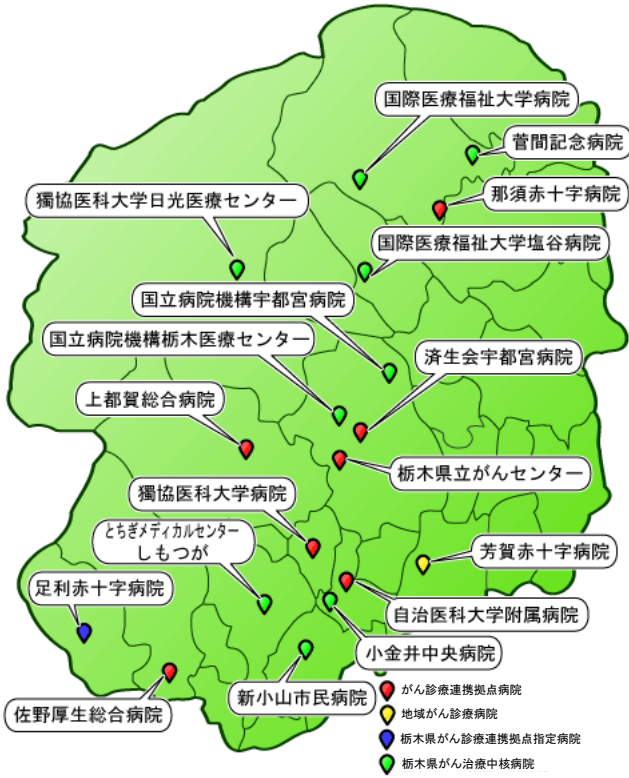 国際医療福祉大学病院
菅間記念病院
那須赤十字病院
獨協医科大学日光医療センター
国際医療福祉大学塩谷病院
国立病院機構宇都宮病院
国立病院機構栃木医療センター
済生会宇都宮病院
上都賀総合病院
栃木県立がんセンター
獨協医科大学病院
とちぎメディカルセンター
しもつが
芳賀赤十字病院
足利赤十字病院
自治医科大学附属病院
小金井中央病院
新小山市民病院
佐野厚生総合病院
がん診療連携拠点病院
地域がん診療病院
栃木県がん診療連携拠点指定病院
栃木県がん治療中核病院